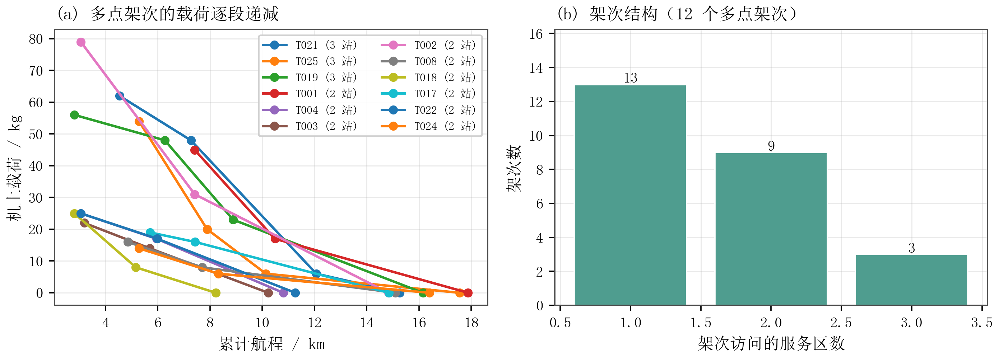 (a) 多点架次的载荷逐段递减
80
70
60
50
40
30
20
10
0
机上载荷 / kg
T021 (3 站)
T025 (3 站)
T019 (3 站)
T001 (2 站)
T004 (2 站)
T003 (2 站)
T002 (2 站)
T008 (2 站)
T018 (2 站)
T017 (2 站)
T022 (2 站)
T024 (2 站)
4 6 8 10 12 14 16 18
累计航程 / km
(b) 架次结构（12 个多点架次）
16
14
12
10
8
6
4
2
0
架次数
13
9
3
0.5 1.0 1.5 2.0 2.5 3.0 3.5
架次访问的服务区数